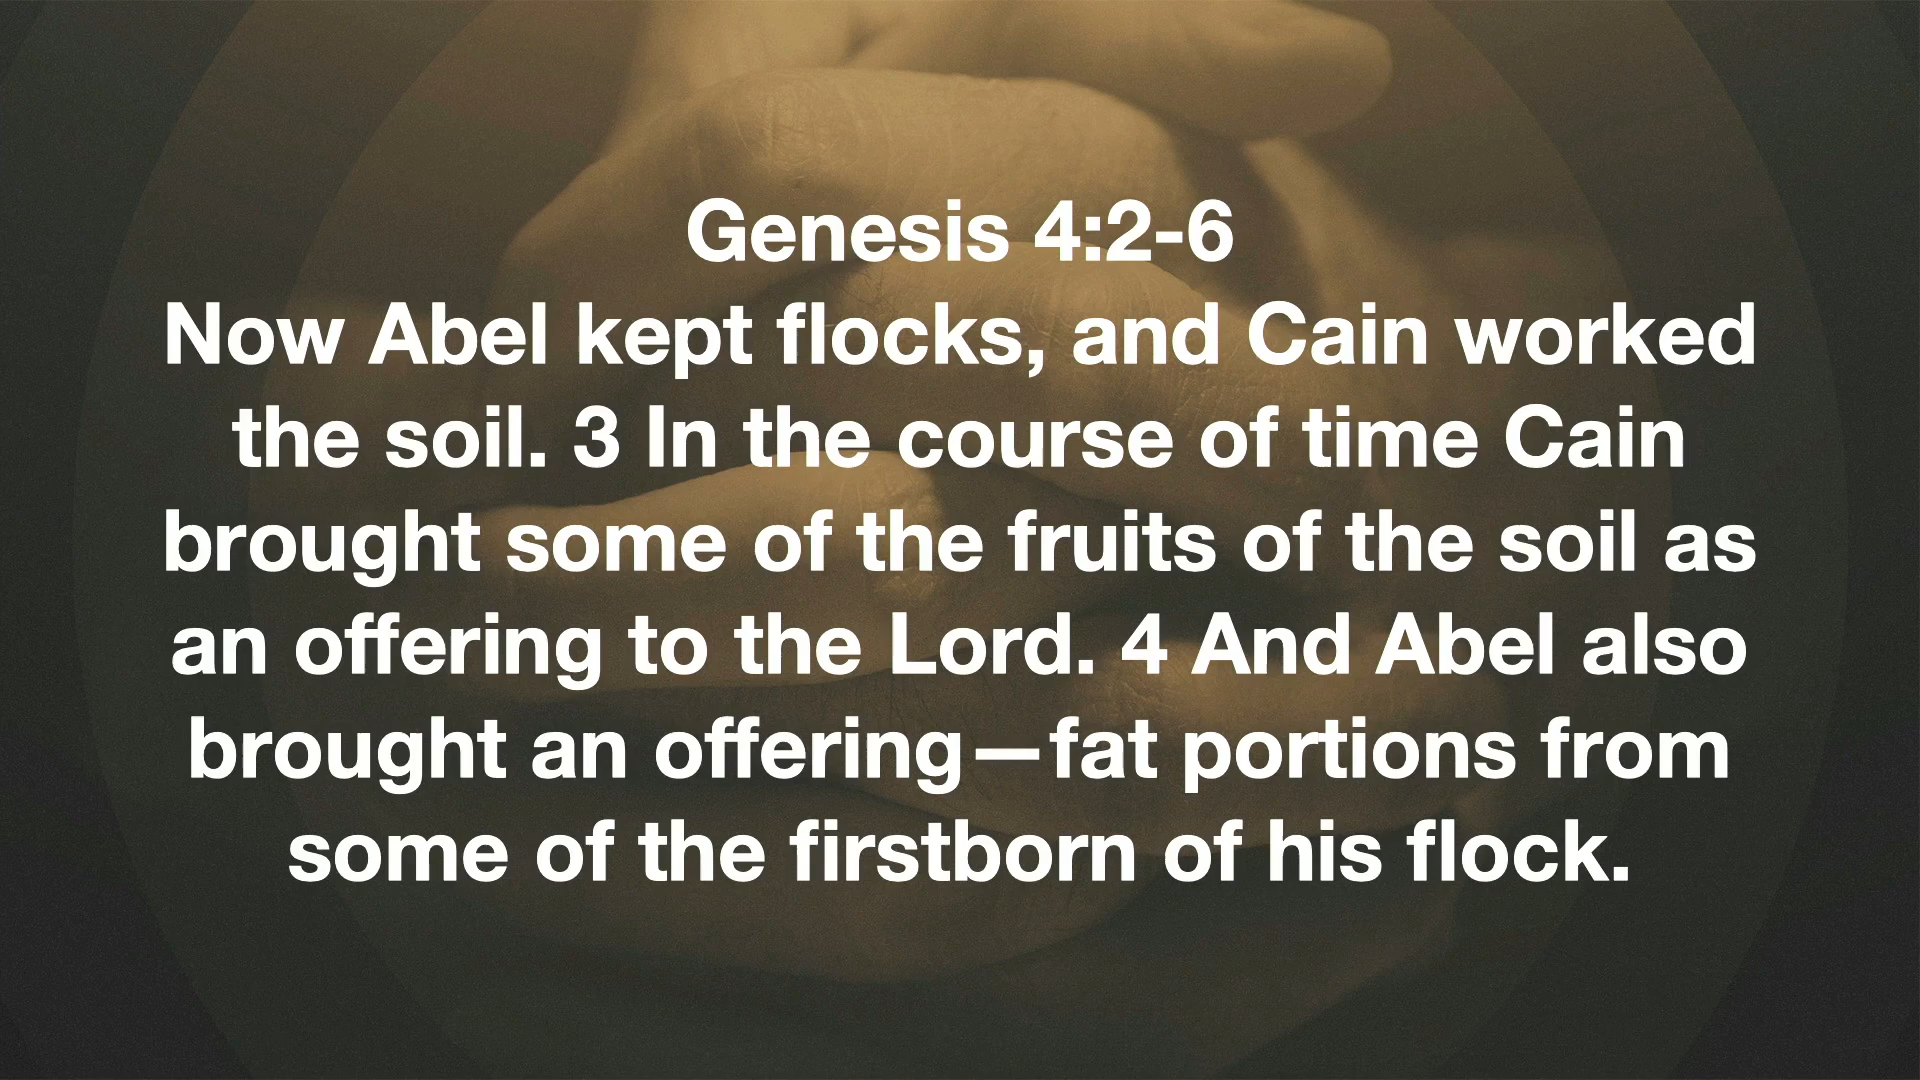 Genesis 4:2-6
Now Abel kept flocks, and Cain worked
the soil. 3 In the course of time Cain
brought some of the fruits of the soil as
an offering to the Lord. 4 And Abel also
brought an offering—fat portions from
some of the firstborn of his flock.